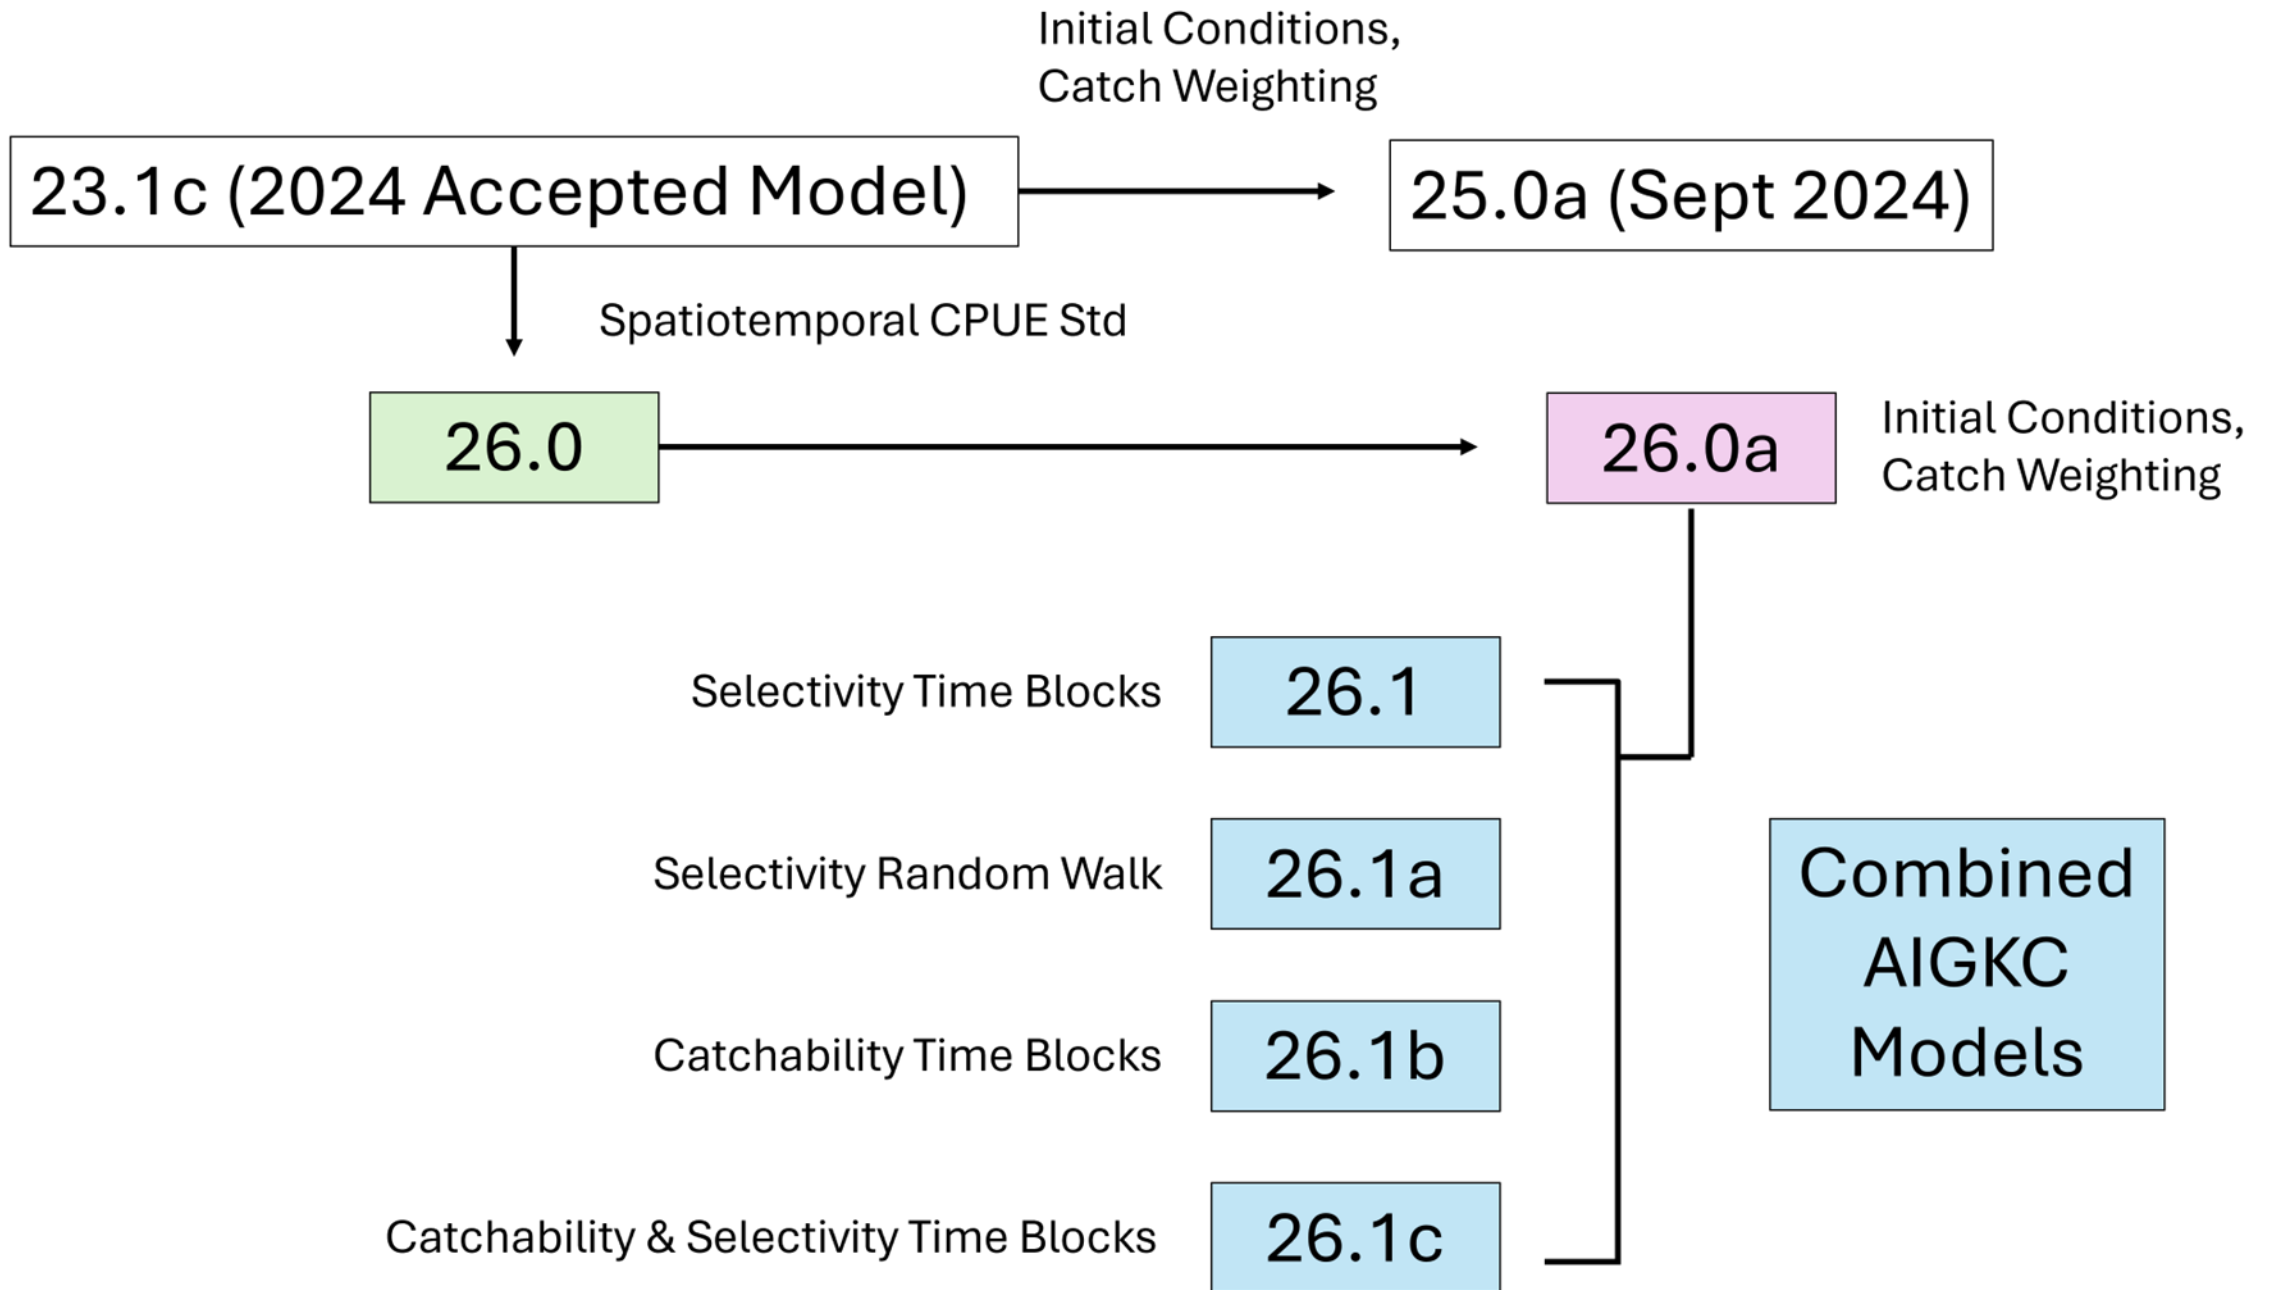 Initial Conditions,
Catch Weighting
23.1c (2024 Accepted Model)
25.0a (Sept 2024)
Spatiotemporal CPUE Std
26.0
26.0a
Initial Conditions,
Catch Weighting
Selectivity Time Blocks
26.1
Selectivity Random Walk
26.1a
Catchability Time Blocks
26.1b
Catchability & Selectivity Time Blocks
26.1c
Combined
AIGKC
Models